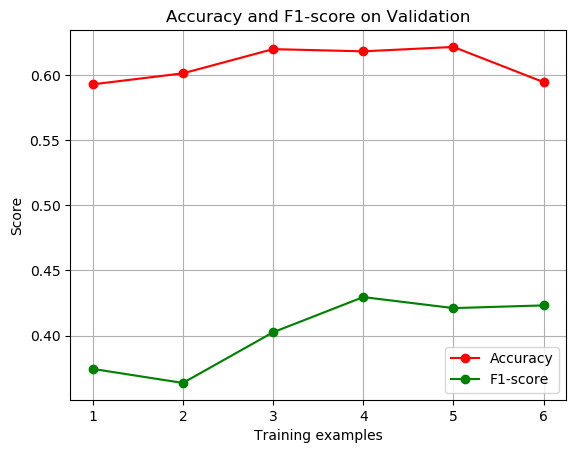 Accuracy and F1-score on Validation
0.60
0.55
0.50
0.45
0.40
Score
Accuracy
F1-score
1 2 3 4 5 6
Training examples